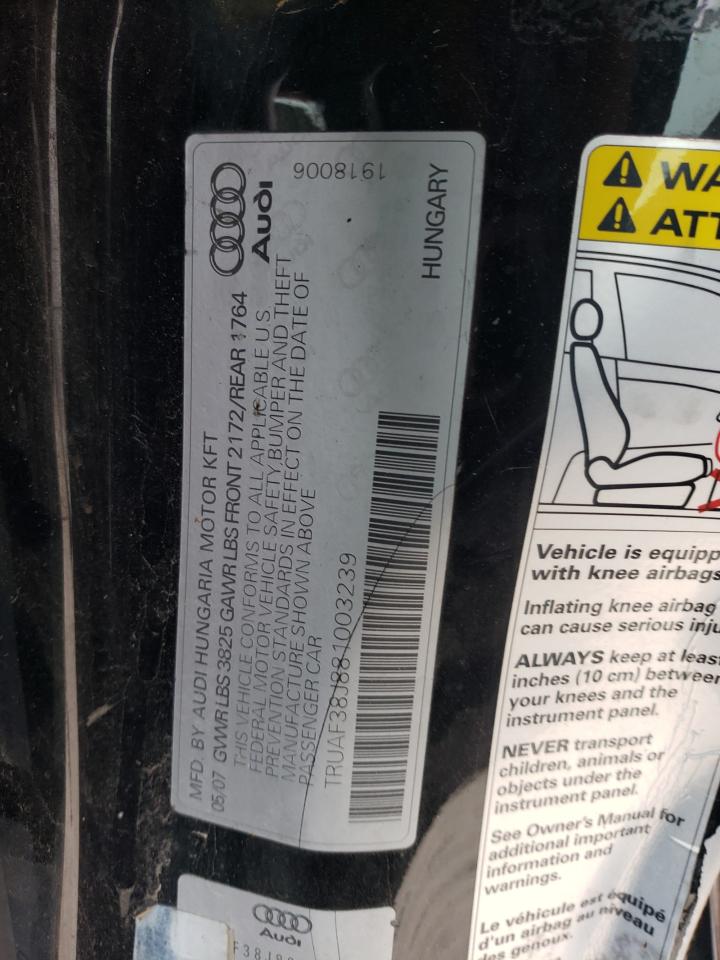 MFD. BY AUDI HUNGARIA MOTOR KFT
05/07 GVWR LBS 3825 GAWR LBS FRONT 2172/REAR 1764
THIS VEHICLE CONFORMS TO ALL APPLICABLE U.S.
FEDERAL MOTOR VEHICLE SAFETY BUMPER AND THEFT
PREVENTION STANDARDS IN EFFECT ON THE DATE OF
MANUFACTURE SHOWN ABOVE
PASSENGER CAR
TRUAF38J881003239
Audi
1918006
HUNGARY
Audi
F38J88
WA
ATT
Vehicle is equipp
with knee airbags
Inflating knee airbag
can cause serious inju
ALWAYS keep at least
inches (10 cm) between
your knees and the
instrument panel.
NEVER transport
children, animals or
objects under the
instrument panel.
See Owner's Manual for
additional important
information and
warnings.
Le véhicule est équipé
d'un airbag au niveau
des genoux.